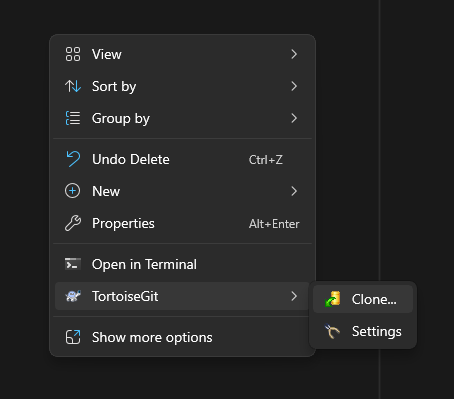 View
Sort by
Group by
Undo Delete Ctrl+Z
New
Properties Alt+Enter
Open in Terminal
TortoiseGit
Clone...
Settings
Show more options